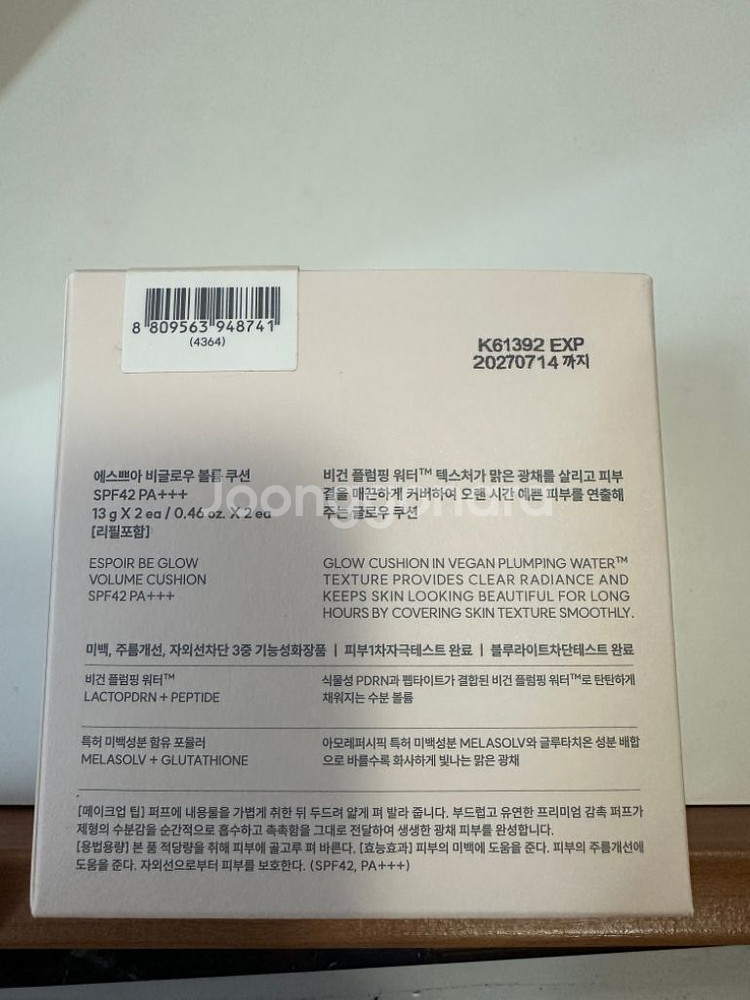 8 809563 948741
(4364)
K61392 EXP
20270714 까지
에스쁘아 비글로우 볼륨 쿠션
SPF42 PA+++
13 g X 2 ea / 0.46 oz. X 2 ea
[리필포함]
비건 플럼핑 워터™ 텍스처가 맑은 광채를 살리고 피부
결을 매끈하게 커버하여 오랜 시간 예쁜 피부를 연출해
주는 글로우 쿠션
Joonggonara
ESPOIR BE GLOW
VOLUME CUSHION
SPF42 PA+++
GLOW CUSHION IN VEGAN PLUMPING WATER™
TEXTURE PROVIDES CLEAR RADIANCE AND
KEEPS SKIN LOOKING BEAUTIFUL FOR LONG
HOURS BY COVERING SKIN TEXTURE SMOOTHLY.
미백, 주름개선, 자외선차단 3중 기능성화장품 | 피부1차자극테스트 완료 | 블루라이트차단테스트 완료
비건 플럼핑 워터™
LACTOPDRN + PEPTIDE
식물성 PDRN과 펩타이트가 결합된 비건 플럼핑 워터™로 탄탄하게
채워지는 수분 볼륨
특허 미백성분 함유 포뮬러
MELASOLV + GLUTATHIONE
아모레퍼시픽 특허 미백성분 MELASOLV와 글루타치온 성분 배합
으로 바를수록 화사하게 빛나는 맑은 광채
[메이크업 팁] 퍼프에 내용물을 가볍게 취한 뒤 두드려 얇게 펴 발라 줍니다. 부드럽고 유연한 프리미엄 감촉 퍼프가
제형의 수분감을 순간적으로 흡수하고 촉촉함을 그대로 전달하여 생생한 광채 피부를 완성합니다.
[용법용량] 본 품 적당량을 취해 피부에 골고루 펴 바른다. [효능효과] 피부의 미백에 도움을 준다. 피부의 주름개선에
도움을 준다. 자외선으로부터 피부를 보호한다. (SPF42, PA+++)